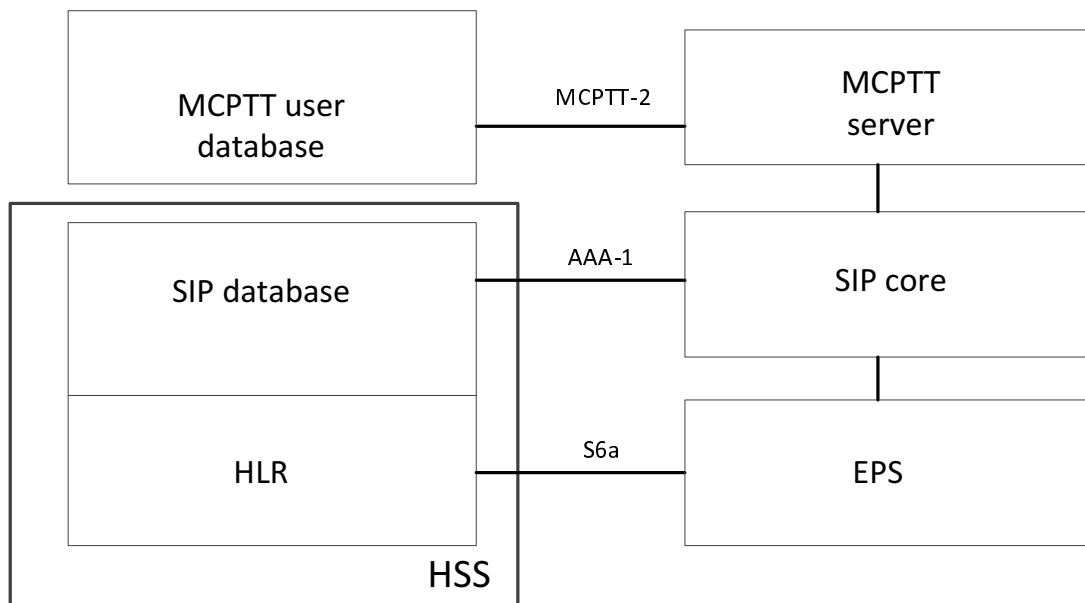 MCPTT user
database
MCPTT-2
MCPTT
server
SIP database
AAA-1
SIP core
HLR
S6a
EPS
HSS